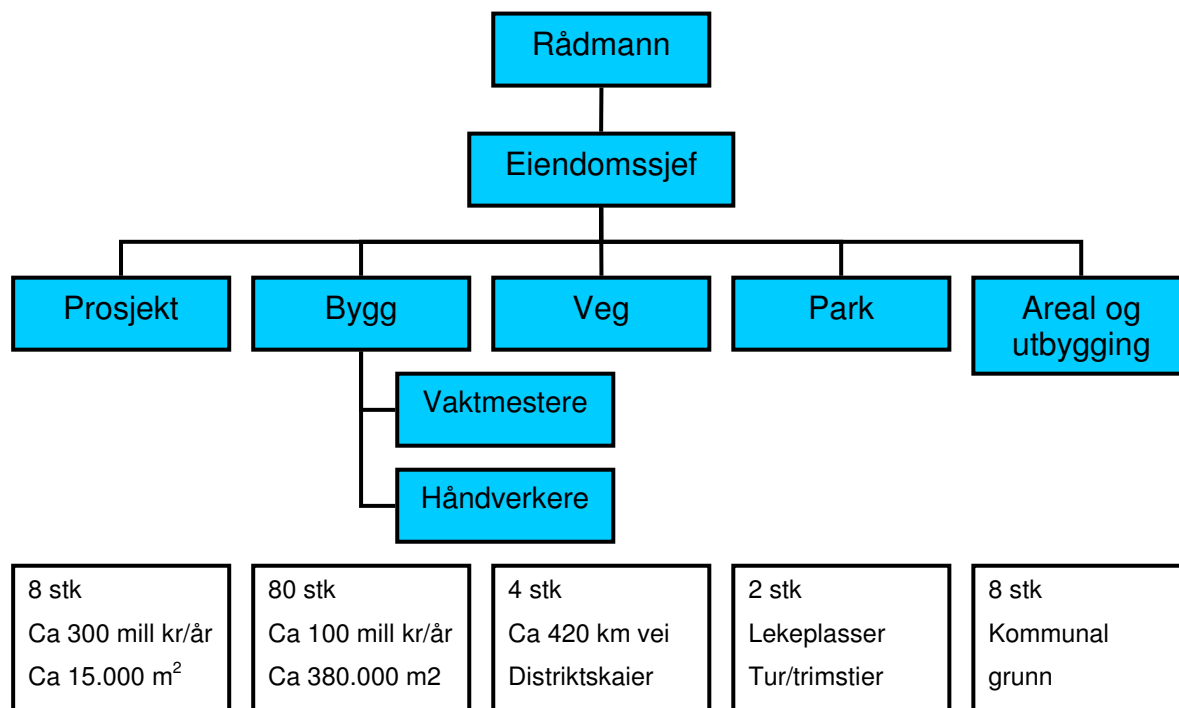 Rådmann
Eiendomssjef
Prosjekt
Bygg
Veg
Park
Areal og
utbygging
Vaktmestere
Håndverkere
8 stk
Ca 300 mill kr/år
Ca 15.000 m²
80 stk
Ca 100 mill kr/år
Ca 380.000 m2
4 stk
Ca 420 km vei
Distriktskaier
2 stk
Lekeplasser
Tur/trimstier
8 stk
Kommunal
grunn